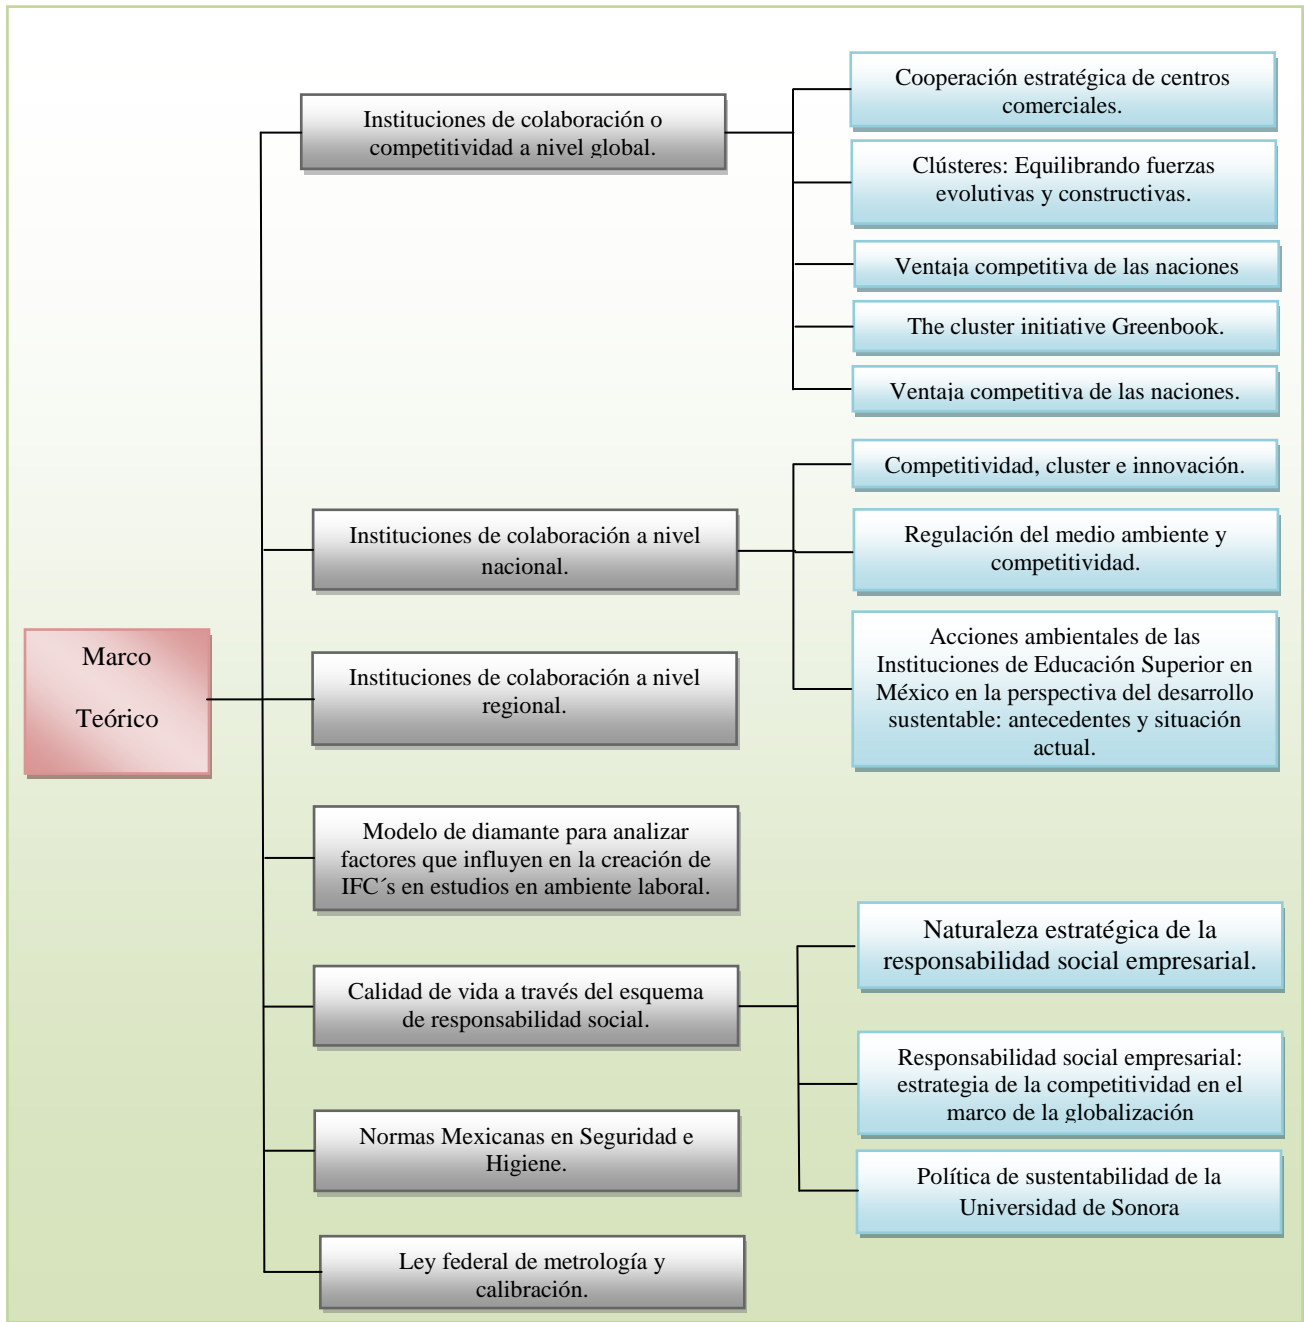 Marco
Teórico
Instituciones de colaboración o
competitividad a nivel global.
Cooperación estratégica de centros
comerciales.
Clústeres: Equilibrando fuerzas
evolutivas y constructivas.
Ventaja competitiva de las naciones
The cluster initiative Greenbook.
Ventaja competitiva de las naciones.
Instituciones de colaboración a nivel
nacional.
Competitividad, cluster e innovación.
Regulación del medio ambiente y
competitividad.
Acciones ambientales de las
Instituciones de Educación Superior en
México en la perspectiva del desarrollo
sustentable: antecedentes y situación
actual.
Instituciones de colaboración a nivel
regional.
Modelo de diamante para analizar
factores que influyen en la creación de
IFC´s en estudios en ambiente laboral.
Calidad de vida a través del esquema
de responsabilidad social.
Naturaleza estratégica de la
responsabilidad social empresarial.
Responsabilidad social empresarial:
estrategia de la competitividad en el
marco de la globalización
Política de sustentabilidad de la
Universidad de Sonora
Normas Mexicanas en Seguridad e
Higiene.
Ley federal de metrología y
calibración.